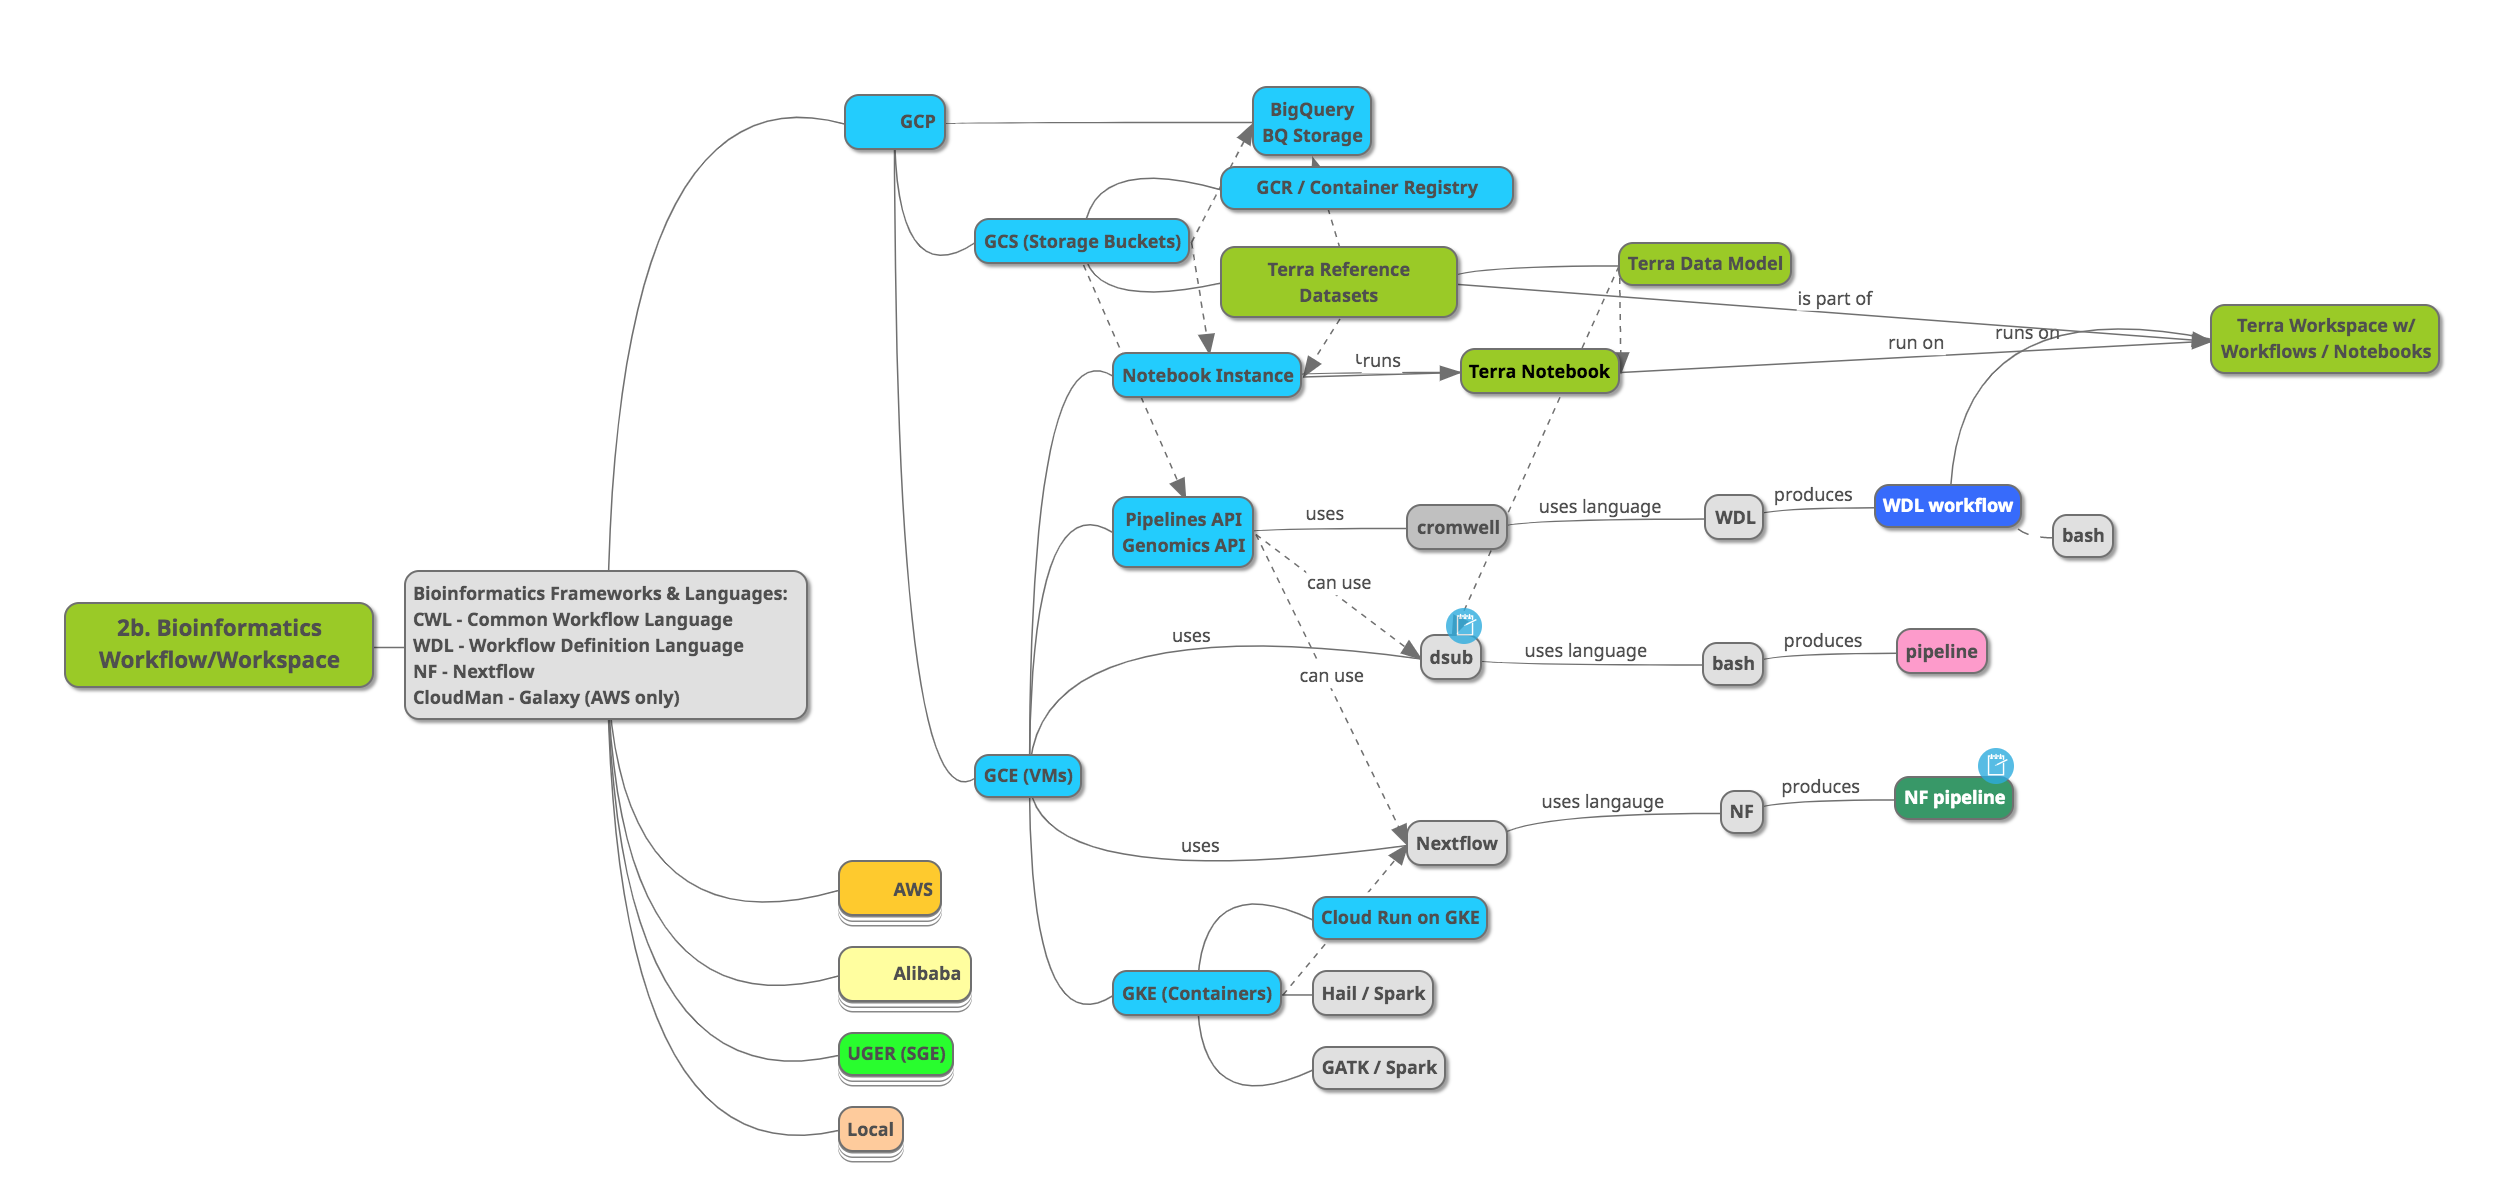 2b. Bioinformatics
Workflow/Workspace
Bioinformatics Frameworks & Languages:
CWL - Common Workflow Language
WDL - Workflow Definition Language
NF - Nextflow
CloudMan - Galaxy (AWS only)
GCP
BigQuery
BQ Storage
GCS (Storage Buckets)
GCR / Container Registry
Terra Reference
Datasets
Terra Data Model
is part of
Terra Workspace w/
Workflows / Notebooks
Notebook Instance
runs
Terra Notebook
run on
runs on
Pipelines API
Genomics API
uses
cromwell
uses language
WDL
produces
WDL workflow
bash
can use
can use
GCE (VMs)
uses
dsub
uses language
bash
produces
pipeline
uses
Nextflow
uses langauge
NF
produces
NF pipeline
GKE (Containers)
Cloud Run on GKE
Hail / Spark
GATK / Spark
AWS
Alibaba
UGER (SGE)
Local